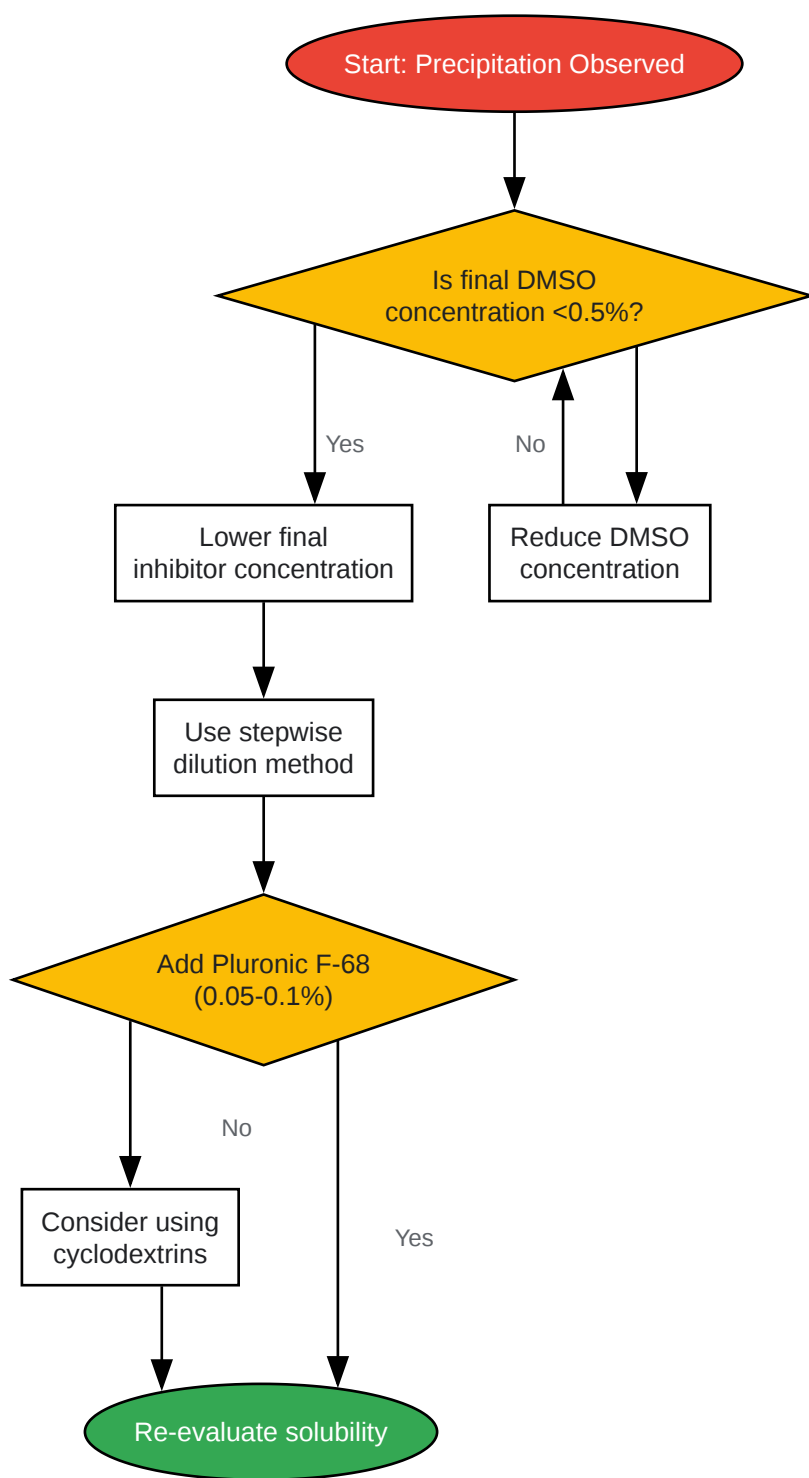 Start: Precipitation Observed
Is final DMSO
concentration <0.5%?
Yes
No
Lower final
inhibitor concentration
Reduce DMSO
concentration
Use stepwise
dilution method
Add Pluronic F-68
(0.05-0.1%)
No
Consider using
cyclodextrins
Yes
Re-evaluate solubility